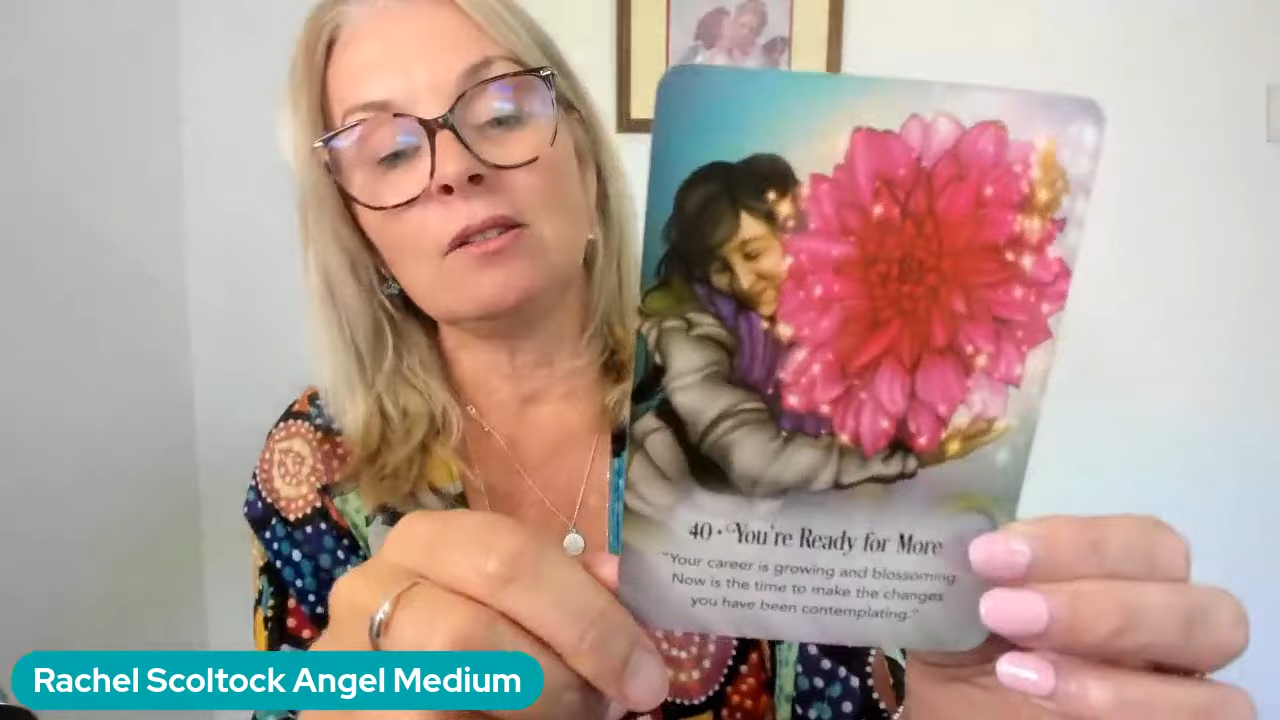 40 • You're Ready for More
"Your career is growing and blossoming
Now is the time to make the changes
you have been contemplating."
Rachel Scoltock Angel Medium